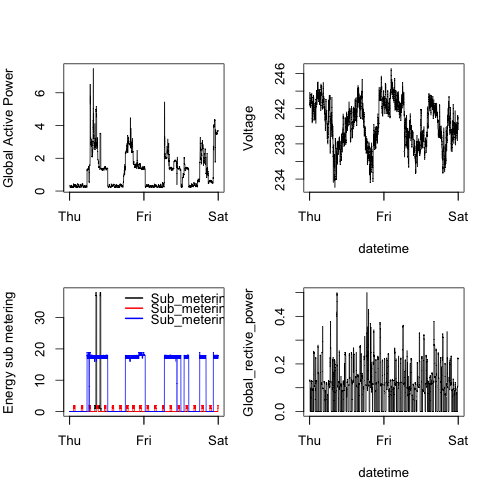 Global Active Power
0 2 4 6
Thu Fri Sat
Voltage
234 238 242 246
Thu Fri Sat
datetime
Energy sub metering
0 10 20 30
Sub_meterin
Sub_meterin
Sub_meterin
Thu Fri Sat
Global_rective_power
0.0 0.2 0.4
Thu Fri Sat
datetime